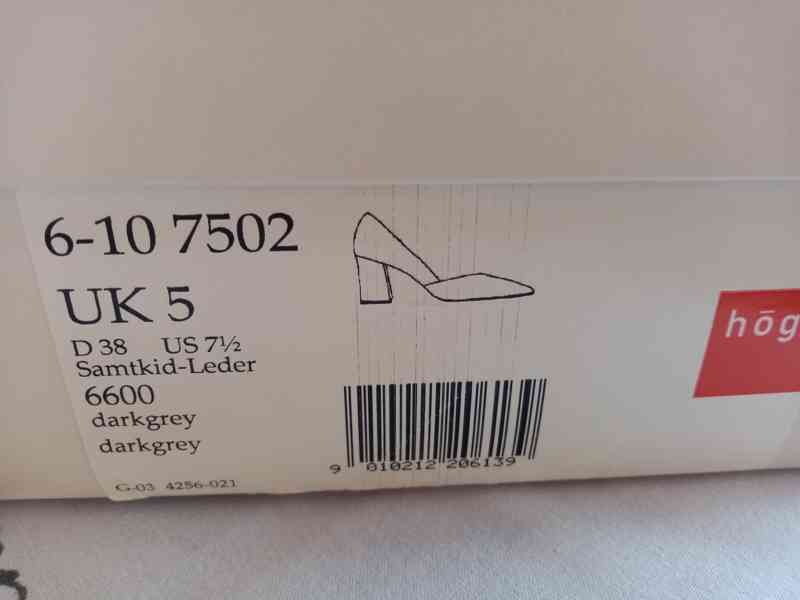 6-10 7502
UK 5
D 38 US 7½
Samtkid-Leder
6600
darkgrey
darkgrey
G-03 4256-021
9 010212 206139
hōg